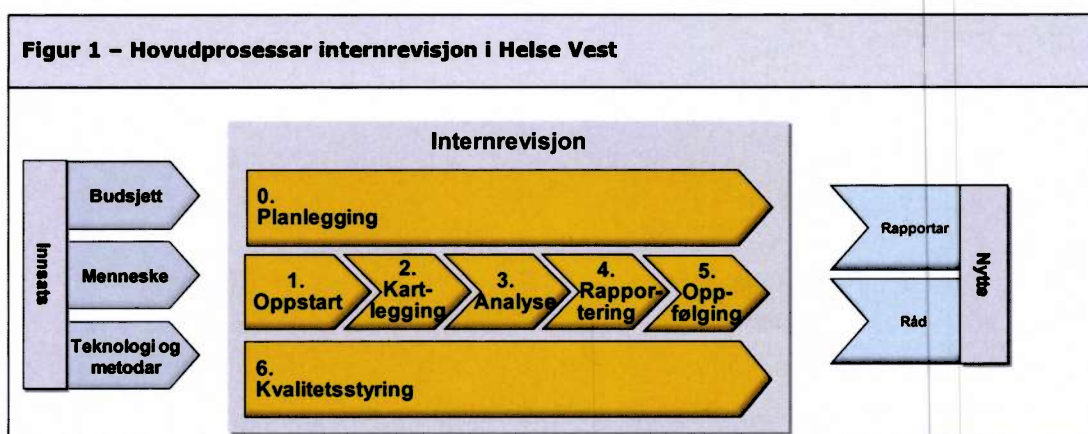 Figur 1 – Hovudprosessar internrevisjon i Helse Vest
Internrevisjon
Innsats
Budsjett
Menneske
Teknologi og
metodar
0.
Planlegging
1.
Oppstart
2.
Kart-
legging
3.
Analyse
4.
Rappor-
tering
5.
Opp-
følging
6.
Kvalitetsstyring
Rapportar
Råd
Nytte